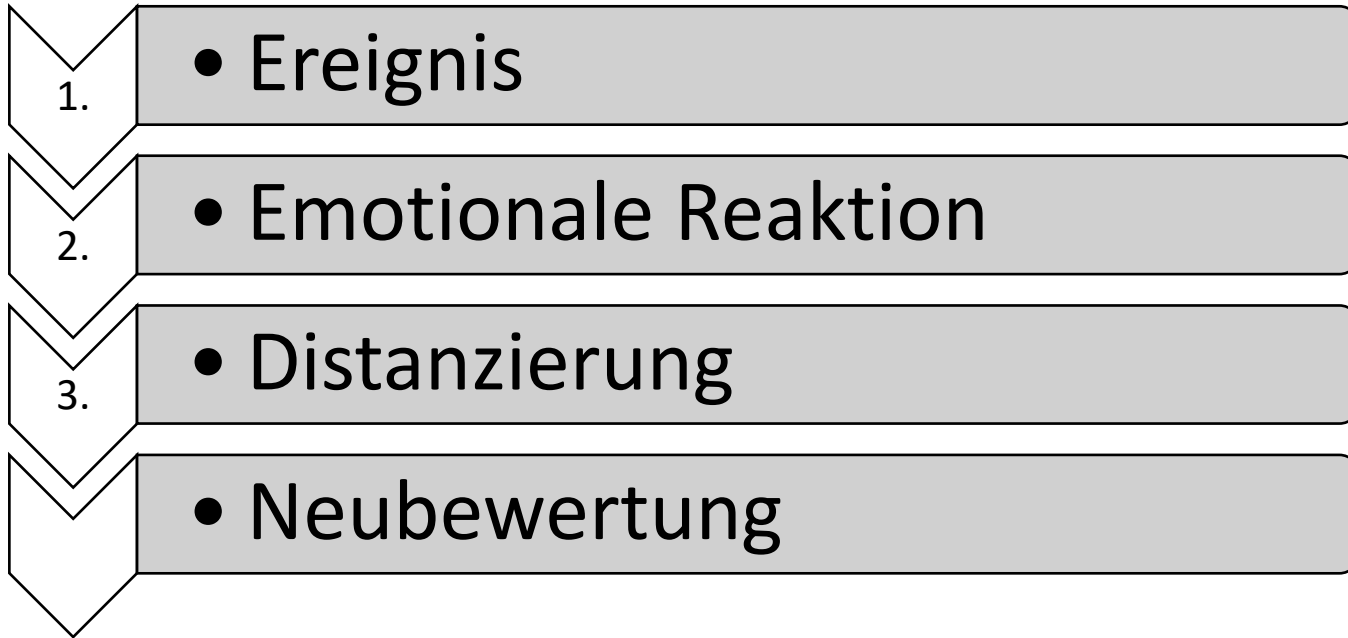 1. • Ereignis
2. • Emotionale Reaktion
3. • Distanzierung
• Neubewertung